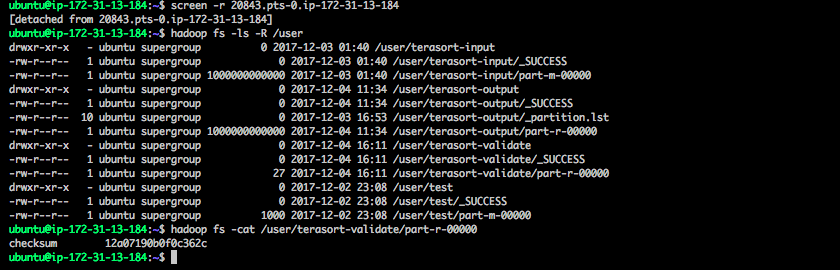 ubuntu@ip-172-31-13-184:~$ screen -r 20843.pts-0.ip-172-31-13-184
[detached from 20843.pts-0.ip-172-31-13-184]
ubuntu@ip-172-31-13-184:~$ hadoop fs -ls -R /user
drwxr-xr-x - ubuntu supergroup 0 2017-12-03 01:40 /user/terasort-input
-rw-r--r-- 1 ubuntu supergroup 0 2017-12-03 01:40 /user/terasort-input/_SUCCESS
-rw-r--r-- 1 ubuntu supergroup 1000000000000 2017-12-03 01:40 /user/terasort-input/part-m-00000
drwxr-xr-x - ubuntu supergroup 0 2017-12-04 11:34 /user/terasort-output
-rw-r--r-- 1 ubuntu supergroup 0 2017-12-04 11:34 /user/terasort-output/_SUCCESS
-rw-r--r-- 10 ubuntu supergroup 0 2017-12-03 16:53 /user/terasort-output/_partition.lst
-rw-r--r-- 1 ubuntu supergroup 1000000000000 2017-12-04 11:34 /user/terasort-output/part-r-00000
drwxr-xr-x - ubuntu supergroup 0 2017-12-04 16:11 /user/terasort-validate
-rw-r--r-- 1 ubuntu supergroup 0 2017-12-04 16:11 /user/terasort-validate/_SUCCESS
-rw-r--r-- 1 ubuntu supergroup 27 2017-12-04 16:11 /user/terasort-validate/part-r-00000
drwxr-xr-x - ubuntu supergroup 0 2017-12-02 23:08 /user/test
-rw-r--r-- 1 ubuntu supergroup 0 2017-12-02 23:08 /user/test/_SUCCESS
-rw-r--r-- 1 ubuntu supergroup 1000 2017-12-02 23:08 /user/test/part-m-00000
ubuntu@ip-172-31-13-184:~$ hadoop fs -cat /user/terasort-validate/part-r-00000
checksum 12a07190b0f0c362c
ubuntu@ip-172-31-13-184:~$